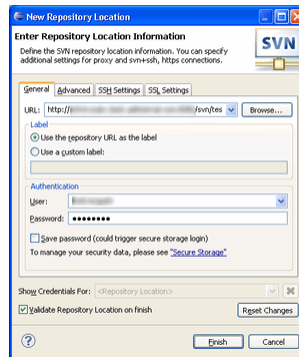 New Repository Location
Enter Repository Location Information
Define the SVN repository location information. You can specify
additional settings for proxy and svn+ssh, https connections.
SVN
General Advanced SSH Settings SSL Settings
URL: http:// /svn/tes Browse...
Label
Use the repository URL as the label
Use a custom label:
Authentication
User:
Password: ●●●●●●●●
Save password (could trigger secure storage login)
To manage your security data, please see "Secure Storage"
Show Credentials For: <Repository Location>
Validate Repository Location on finish Reset Changes
? Finish Cancel